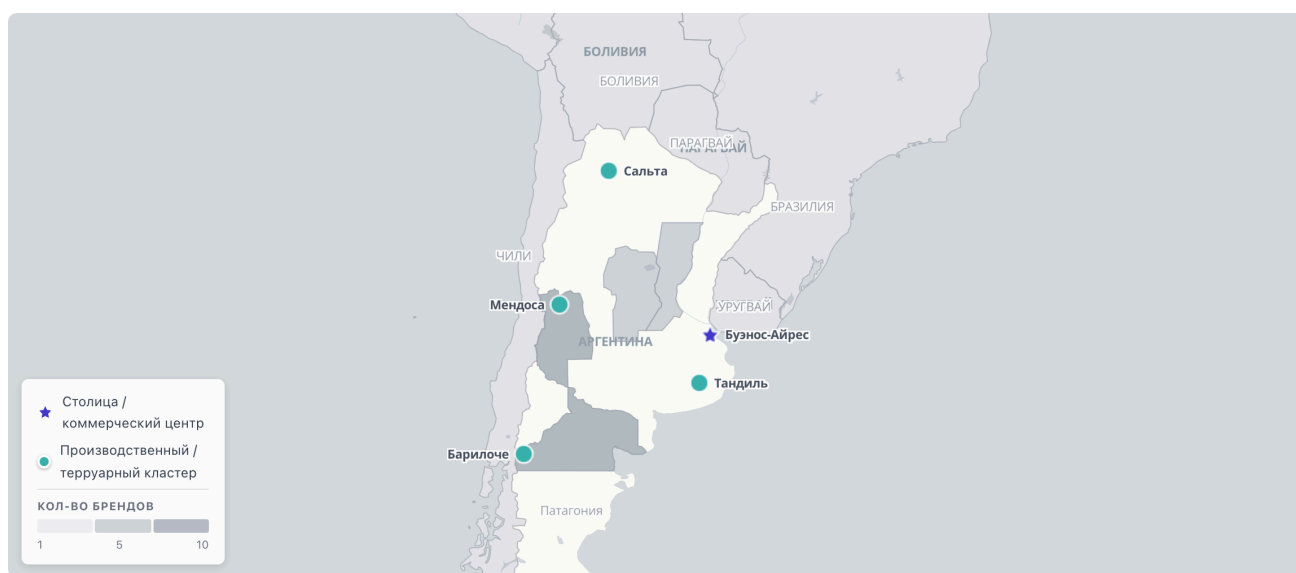 БОЛИВИЯ
БОЛИВИЯ
ПАРАГВАЙ
ПАРАГВАЙ
Сальта
БРАЗИЛИЯ
ЧИЛИ
Мендоса
УРУГВАЙ
Буэнос-Айрес
АРГЕНТИНА
Тандиль
Барилоче
Патагония
Столица /
коммерческий центр
Производственный /
терруарный кластер
КОЛ-ВО БРЕНДОВ
1 5 10